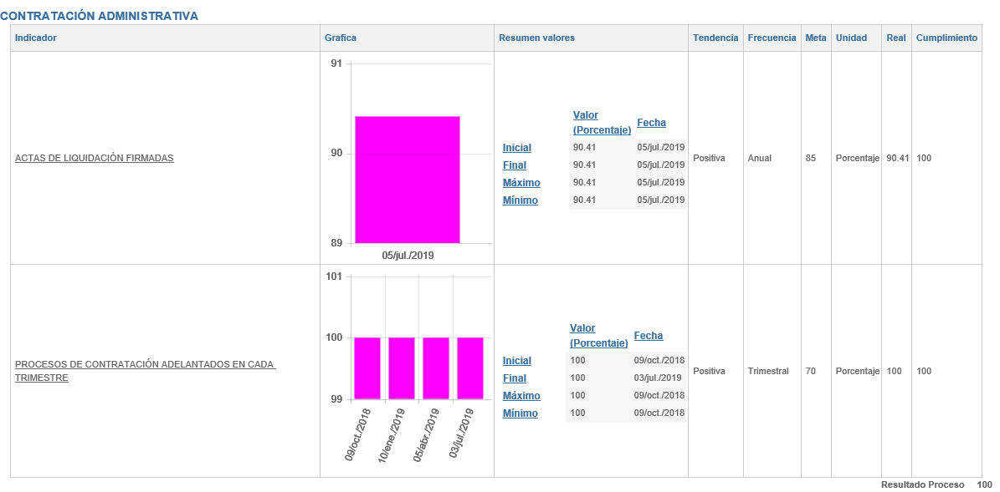 CONTRATACIÓN ADMINISTRATIVA
Indicador Grafica Resumen valores Tendencia Frecuencia Meta Unidad Real Cumplimiento
ACTAS DE LIQUIDACIÓN FIRMADAS
91
90
89
05/jul./2019
Valor
(Porcentaje) Fecha
Inicial 90.41 05/jul./2019
Final 90.41 05/jul./2019
Máximo 90.41 05/jul./2019
Mínimo 90.41 05/jul./2019
Positiva Anual 85 Porcentaje 90.41 100
PROCESOS DE CONTRATACIÓN ADELANTADOS EN CADA
TRIMESTRE
101
100
99
09/oct./2018 10/ene./2019 05/abr./2019 03/jul./2019
Valor
(Porcentaje) Fecha
Inicial 100 09/oct./2018
Final 100 03/jul./2019
Máximo 100 09/oct./2018
Mínimo 100 09/oct./2018
Positiva Trimestral 70 Porcentaje 100 100
Resultado Proceso 100